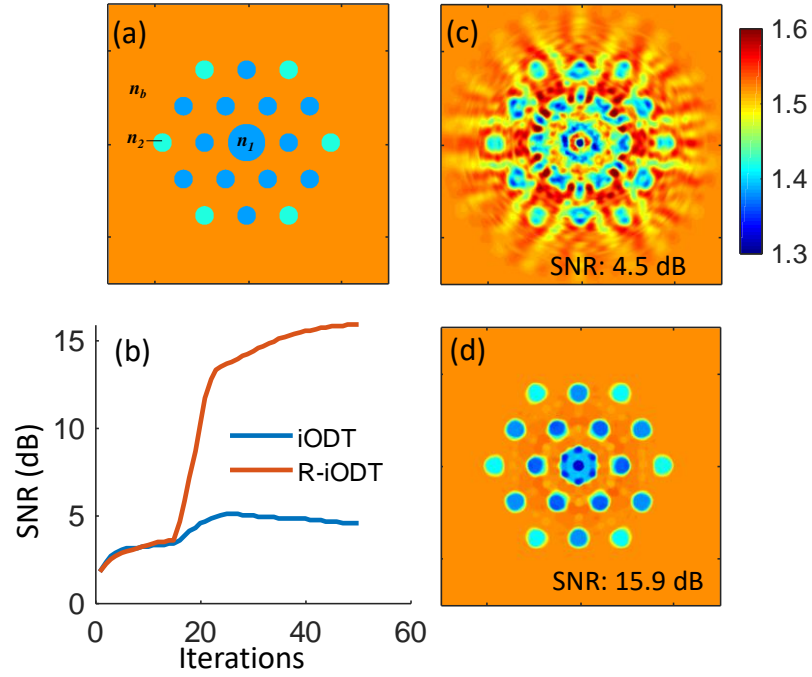 (a)
n_b
n_2
n_1
(c)
SNR: 4.5 dB
1.6
1.5
1.4
1.3
(b)
SNR (dB)
15
10
5
0
iODT
R-iODT
0
20
40
60
Iterations
(d)
SNR: 15.9 dB